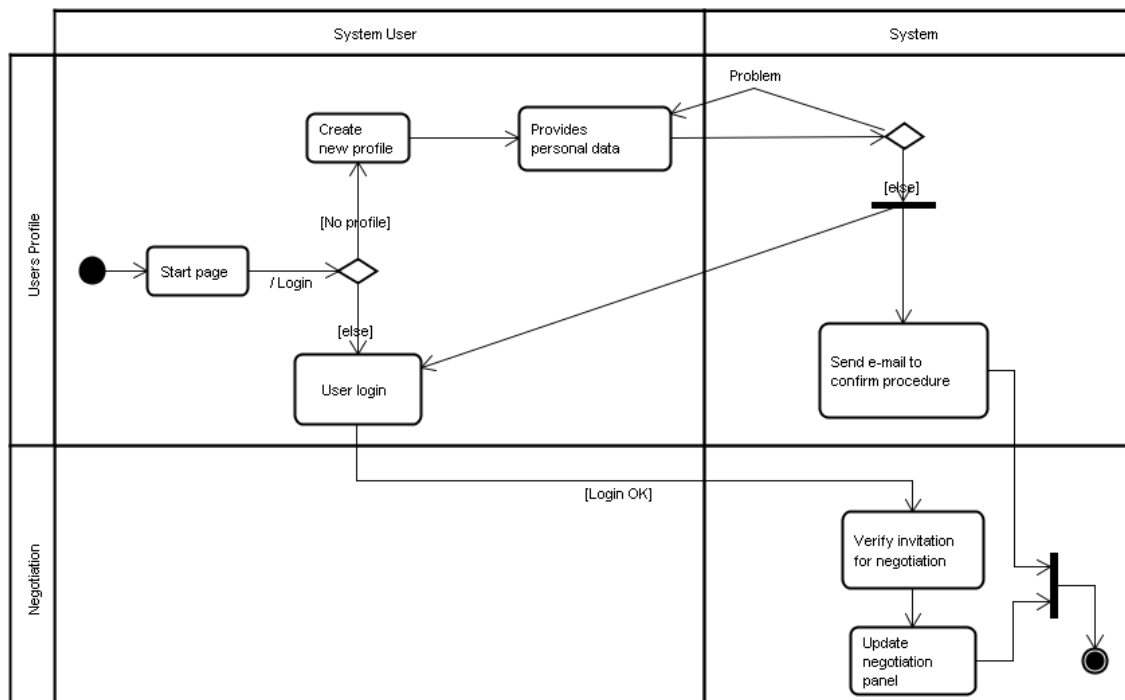 System User
System
Users Profile
Problem
Create
new profile
Provides
personal data
[else]
[No profile]
Start page
/ Login
[else]
User login
Send e-mail to
confirm procedure
Negotiation
[Login OK]
Verify invitation
for negotiation
Update
negotiation
panel